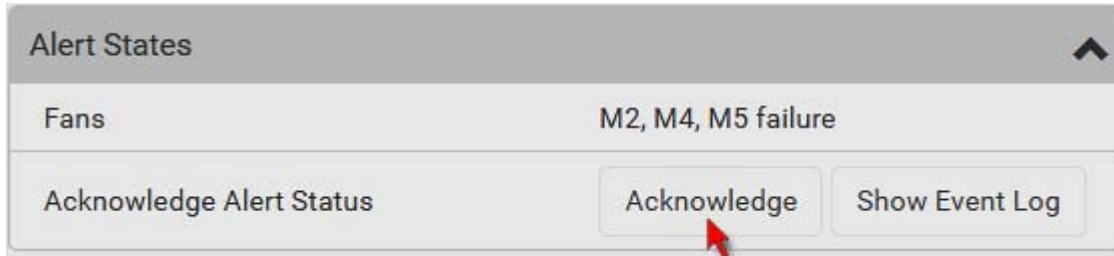 Alert States
Fans M2, M4, M5 failure
Acknowledge Alert Status Acknowledge Show Event Log